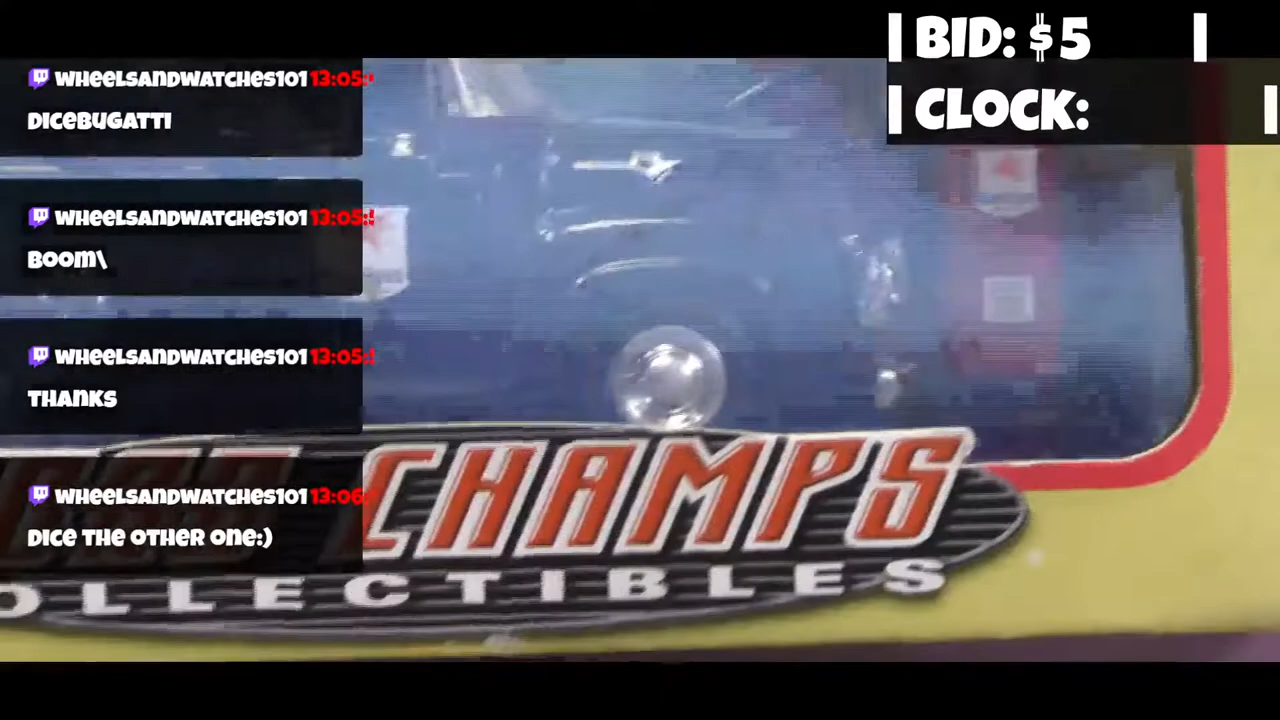 | BID: $5 |
| CLOCK: |
WHEELSANDWATCHES101 13:05:
DICEBUGATTI
WHEELSANDWATCHES101 13:05:
BOOM\
WHEELSANDWATCHES101 13:05:
THANKS
WHEELSANDWATCHES101 13:06:
DICE THE OTHER ONE:)
CHAMPS
OLLECTIBLES